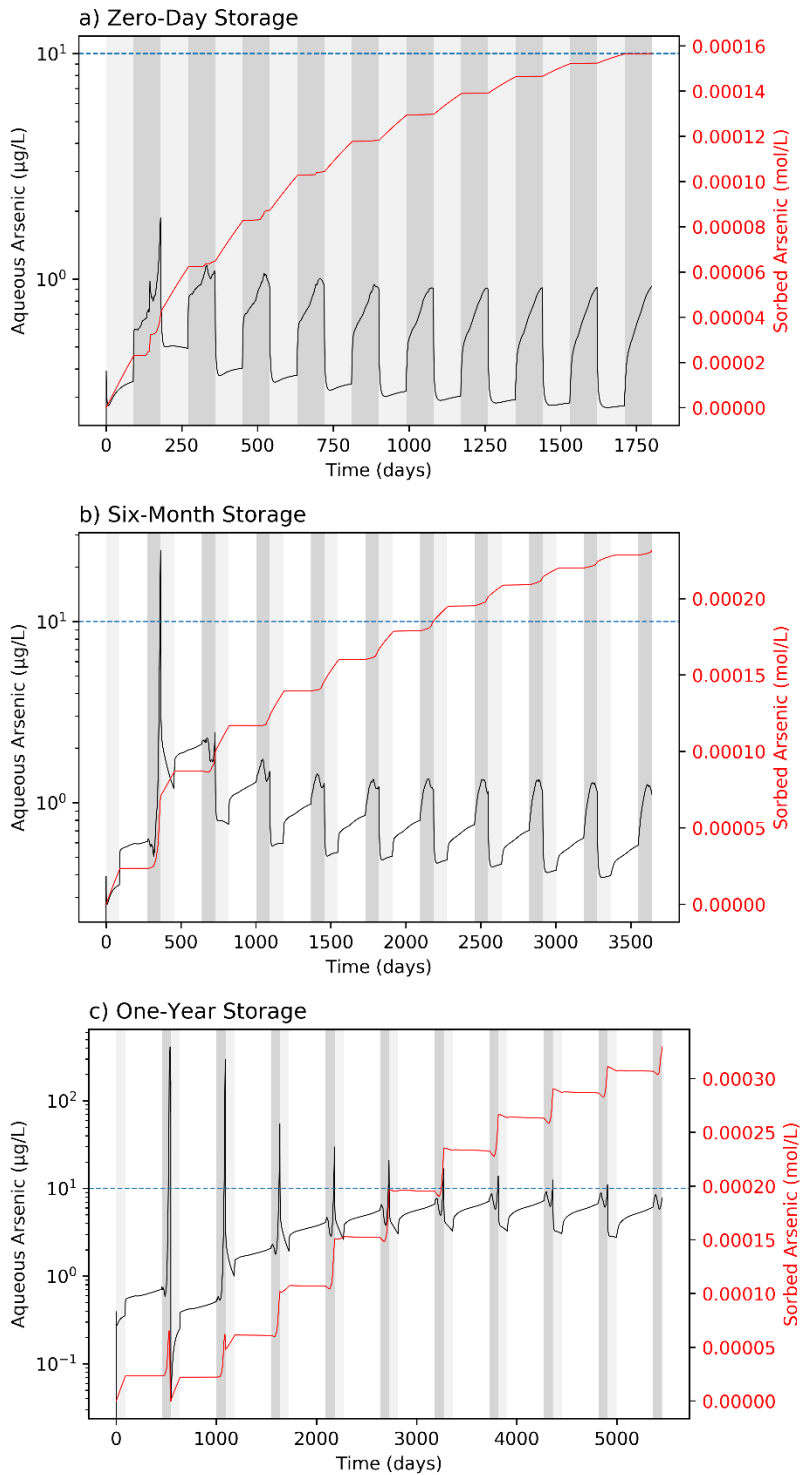 a) Zero-Day Storage
Aqueous Arsenic (µg/L)
10¹
10⁰
0.00016
0.00014
0.00012
0.00010
0.00008
0.00006
0.00004
0.00002
0.00000
Sorbed Arsenic (mol/L)
0 250 500 750 1000 1250 1500 1750
Time (days)
b) Six-Month Storage
Aqueous Arsenic (µg/L)
10¹
10⁰
0.00020
0.00015
0.00010
0.00005
0.00000
Sorbed Arsenic (mol/L)
0 500 1000 1500 2000 2500 3000 3500
Time (days)
c) One-Year Storage
Aqueous Arsenic (µg/L)
10²
10¹
10⁰
10⁻¹
0.00030
0.00025
0.00020
0.00015
0.00010
0.00005
0.00000
Sorbed Arsenic (mol/L)
0 1000 2000 3000 4000 5000
Time (days)